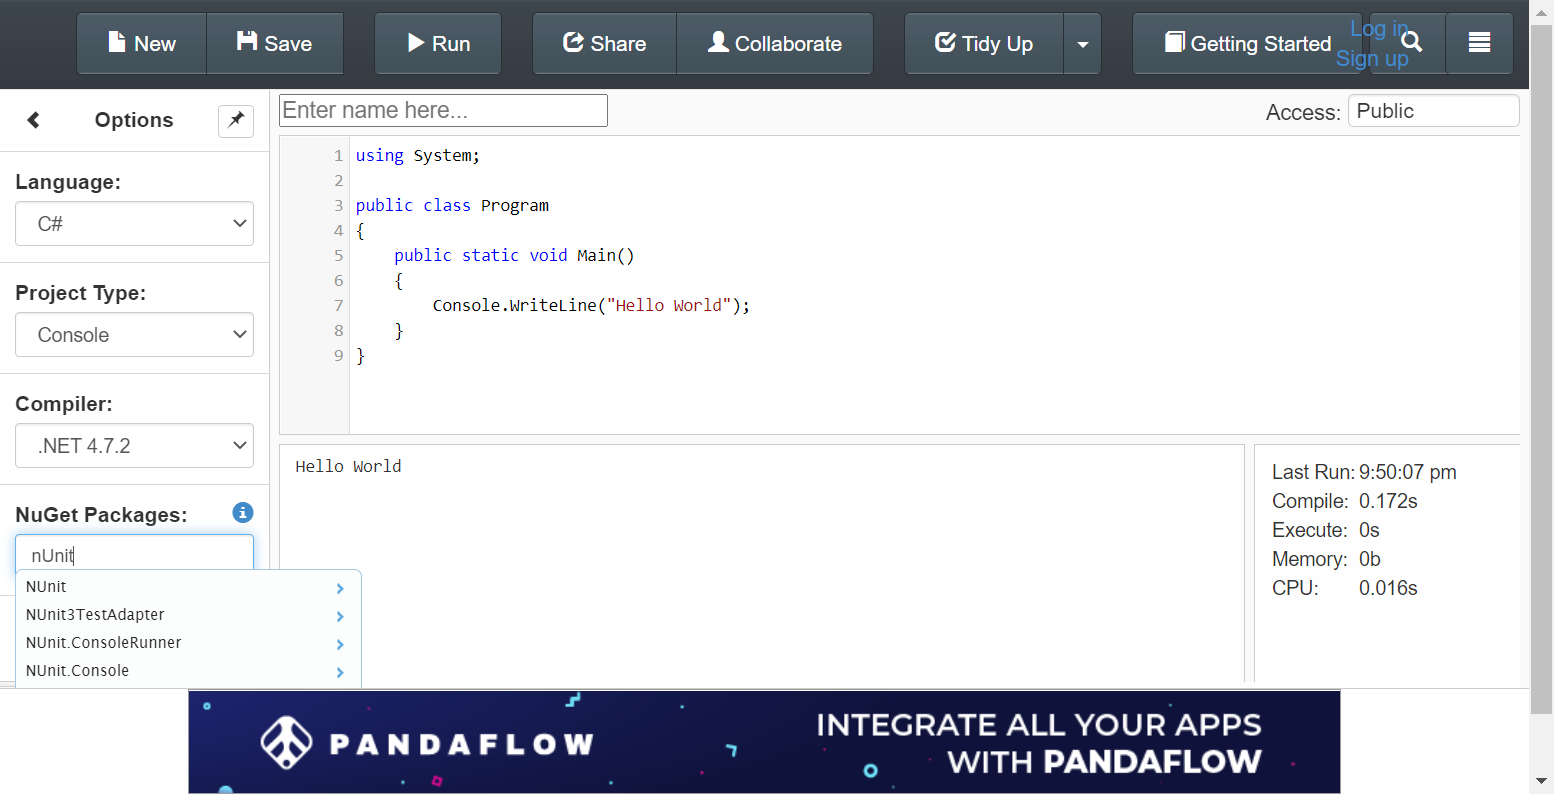 New Save Run Share Collaborate Tidy Up Getting Started Log in
Sign up
Options
Language:
C#
Project Type:
Console
Compiler:
.NET 4.7.2
NuGet Packages:
nUnit
NUnit
NUnit3TestAdapter
NUnit.ConsoleRunner
NUnit.Console
Enter name here...
Access: Public
1 using System;
2
3 public class Program
4 {
5 public static void Main()
6 {
7 Console.WriteLine("Hello World");
8 }
9 }
Hello World
Last Run: 9:50:07 pm
Compile: 0.172s
Execute: 0s
Memory: 0b
CPU: 0.016s
PANDAFLOW
INTEGRATE ALL YOUR APPS
WITH PANDAFLOW